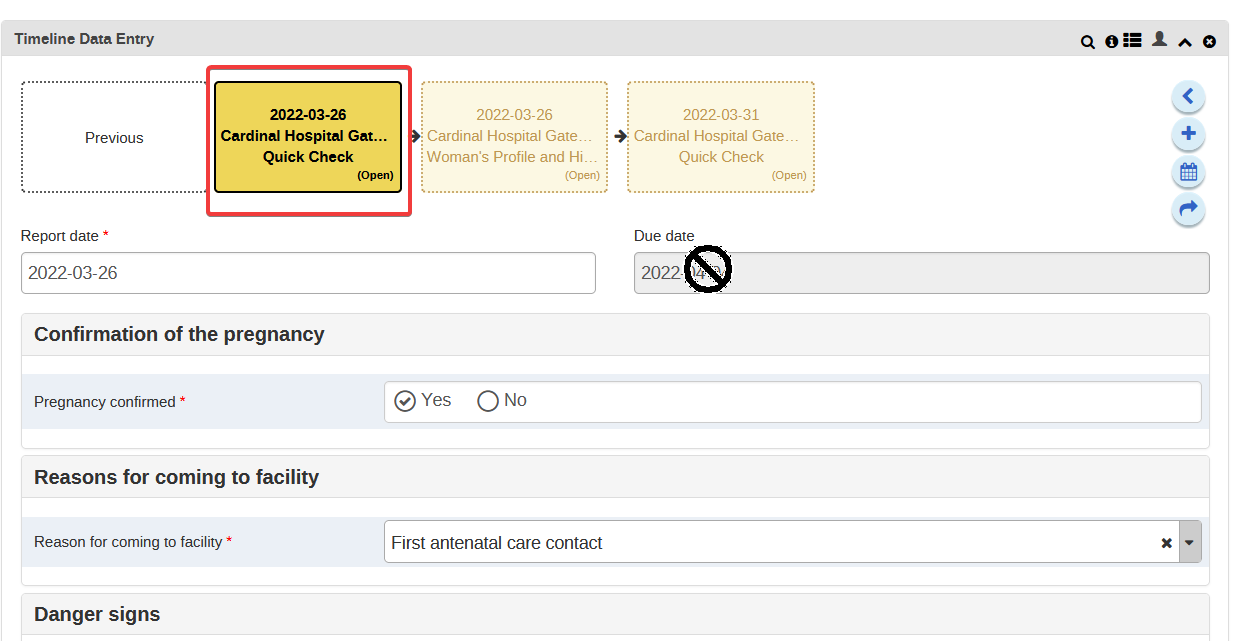 Timeline Data Entry
Previous
2022-03-26
Cardinal Hospital Gat...
Quick Check
(Open)
2022-03-26
Cardinal Hospital Gate...
Woman's Profile and Hi...
(Open)
2022-03-31
Cardinal Hospital Gate...
Quick Check
(Open)
Report date *
Due date
2022-03-26
2022-
Confirmation of the pregnancy
Pregnancy confirmed *
Yes
No
Reasons for coming to facility
Reason for coming to facility *
First antenatal care contact
Danger signs